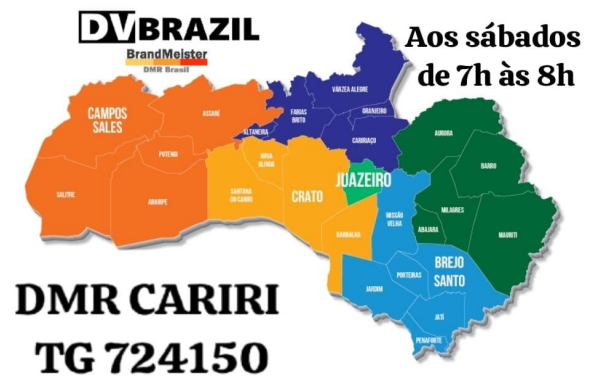 DVBRAZIL
BrandMeister
DMR Brasil
Aos sábados
de 7h às 8h
CAMPOS
SALES
ASSARÉ
POTENGI
SALITRE
ARARIPE
ALTANEIRA
NOVA
OLINDA
SANTANA
DO CARIRI
CRATO
VÁRZEA ALEGRE
FARIAS
BRITO
GRANJEIRO
CARIRIAÇU
JUAZEIRO
BARBALHA
MISSÃO
VELHA
AURORA
BARRO
MILAGRES
ABAIARA
MAURITI
BREJO
SANTO
PORTEIRAS
JARDIM
JATÍ
PENAFORTE
DMR CARIRI
TG 724150